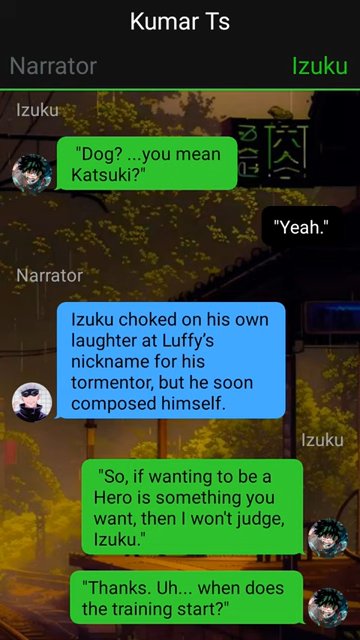 Kumar Ts
Narrator
Izuku
Izuku
"Dog? ...you mean
Katsuki?"
"Yeah."
Narrator
Izuku choked on his own
laughter at Luffy's
nickname for his
tormentor, but he soon
composed himself.
Izuku
"So, if wanting to be a
Hero is something you
want, then I won't judge,
Izuku."
"Thanks. Uh... when does
the training start?"